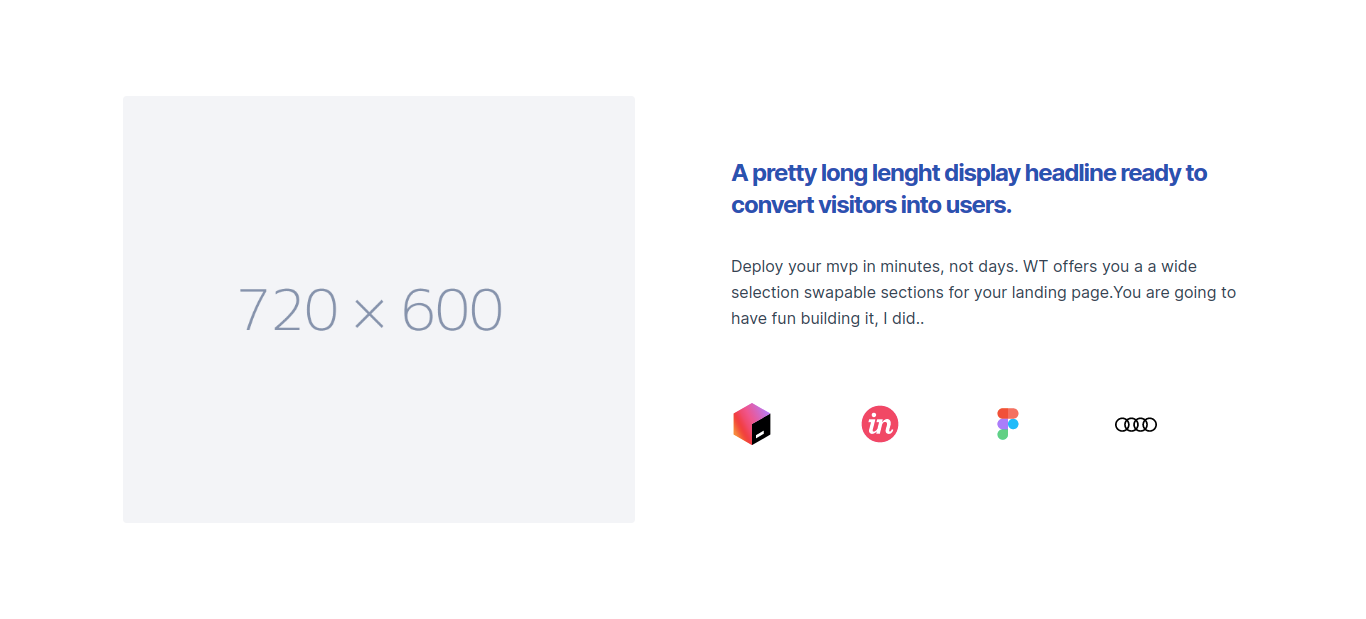 720 × 600
A pretty long lenght display headline ready to
convert visitors into users.
Deploy your mvp in minutes, not days. WT offers you a a wide
selection swapable sections for your landing page.You are going to
have fun building it, I did..
in